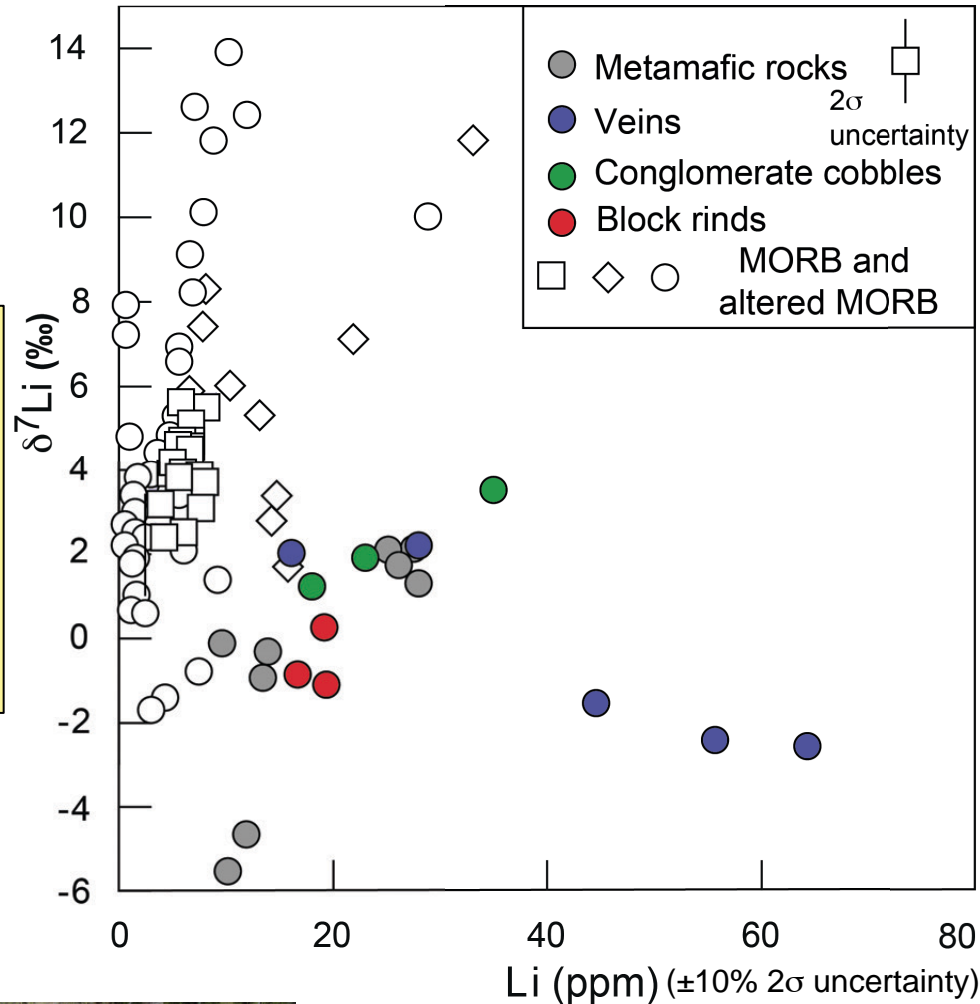 14
12
10
8
6
4
2
0
-2
-4
-6
δ⁷Li (‰)
Metamafic rocks
2σ
uncertainty
Veins
Conglomerate cobbles
Block rinds
MORB and
altered MORB
0 20 40 60 80
Li (ppm) (±10% 2σ uncertainty)